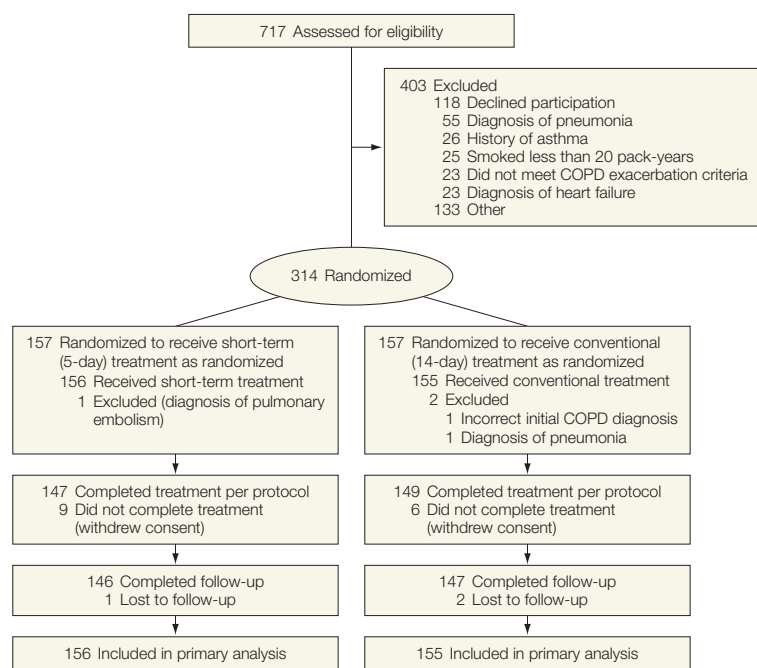 717 Assessed for eligibility
403 Excluded
118 Declined participation
55 Diagnosis of pneumonia
26 History of asthma
25 Smoked less than 20 pack-years
23 Did not meet COPD exacerbation criteria
23 Diagnosis of heart failure
133 Other
314 Randomized
157 Randomized to receive short-term
(5-day) treatment as randomized
156 Received short-term treatment
1 Excluded (diagnosis of pulmonary
embolism)
157 Randomized to receive conventional
(14-day) treatment as randomized
155 Received conventional treatment
2 Excluded
1 Incorrect initial COPD diagnosis
1 Diagnosis of pneumonia
147 Completed treatment per protocol
9 Did not complete treatment
(withdrew consent)
149 Completed treatment per protocol
6 Did not complete treatment
(withdrew consent)
146 Completed follow-up
1 Lost to follow-up
147 Completed follow-up
2 Lost to follow-up
156 Included in primary analysis
155 Included in primary analysis